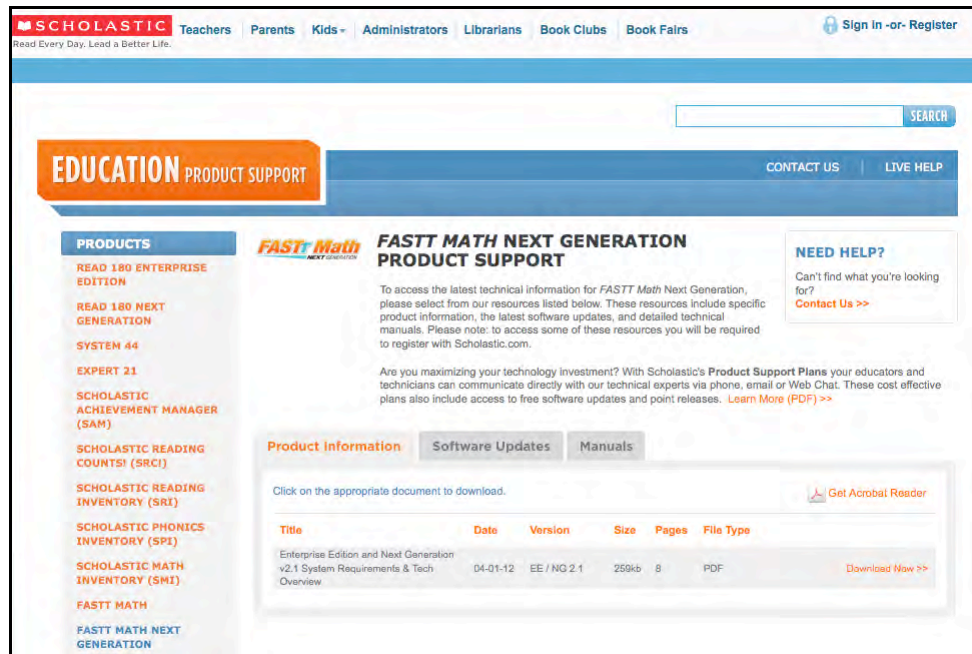 SCHOLASTIC
Read Every Day. Lead a Better Life.
Teachers Parents Kids Administrators Librarians Book Clubs Book Fairs
Sign In -or- Register
SEARCH
EDUCATION PRODUCT SUPPORT
CONTACT US LIVE HELP
PRODUCTS
READ 180 ENTERPRISE
EDITION
READ 180 NEXT
GENERATION
SYSTEM 44
EXPERT 21
SCHOLASTIC
ACHIEVEMENT MANAGER
(SAM)
SCHOLASTIC READING
COUNTS! (SRC!)
SCHOLASTIC READING
INVENTORY (SRI)
SCHOLASTIC PHONICS
INVENTORY (SPI)
SCHOLASTIC MATH
INVENTORY (SMI)
FASTT MATH
FASTT MATH NEXT
GENERATION
FASTT Math
NEXT GENERATION
FASTT MATH NEXT GENERATION
PRODUCT SUPPORT
To access the latest technical information for FASTT Math Next Generation,
please select from our resources listed below. These resources include specific
product information, the latest software updates, and detailed technical
manuals. Please note: to access some of these resources you will be required
to register with Scholastic.com.
Are you maximizing your technology investment? With Scholastic's Product Support Plans your educators and
technicians can communicate directly with our technical experts via phone, email or Web Chat. These cost effective
plans also include access to free software updates and point releases. Learn More (PDF) >>
NEED HELP?
Can't find what you're looking
for?
Contact Us >>
Product Information Software Updates Manuals
Click on the appropriate document to download.
Get Acrobat Reader
Title Date Version Size Pages File Type
Enterprise Edition and Next Generation
v2.1 System Requirements & Tech
Overview
04-01-12 EE / NG 2.1 259kb 8 PDF Download Now >>